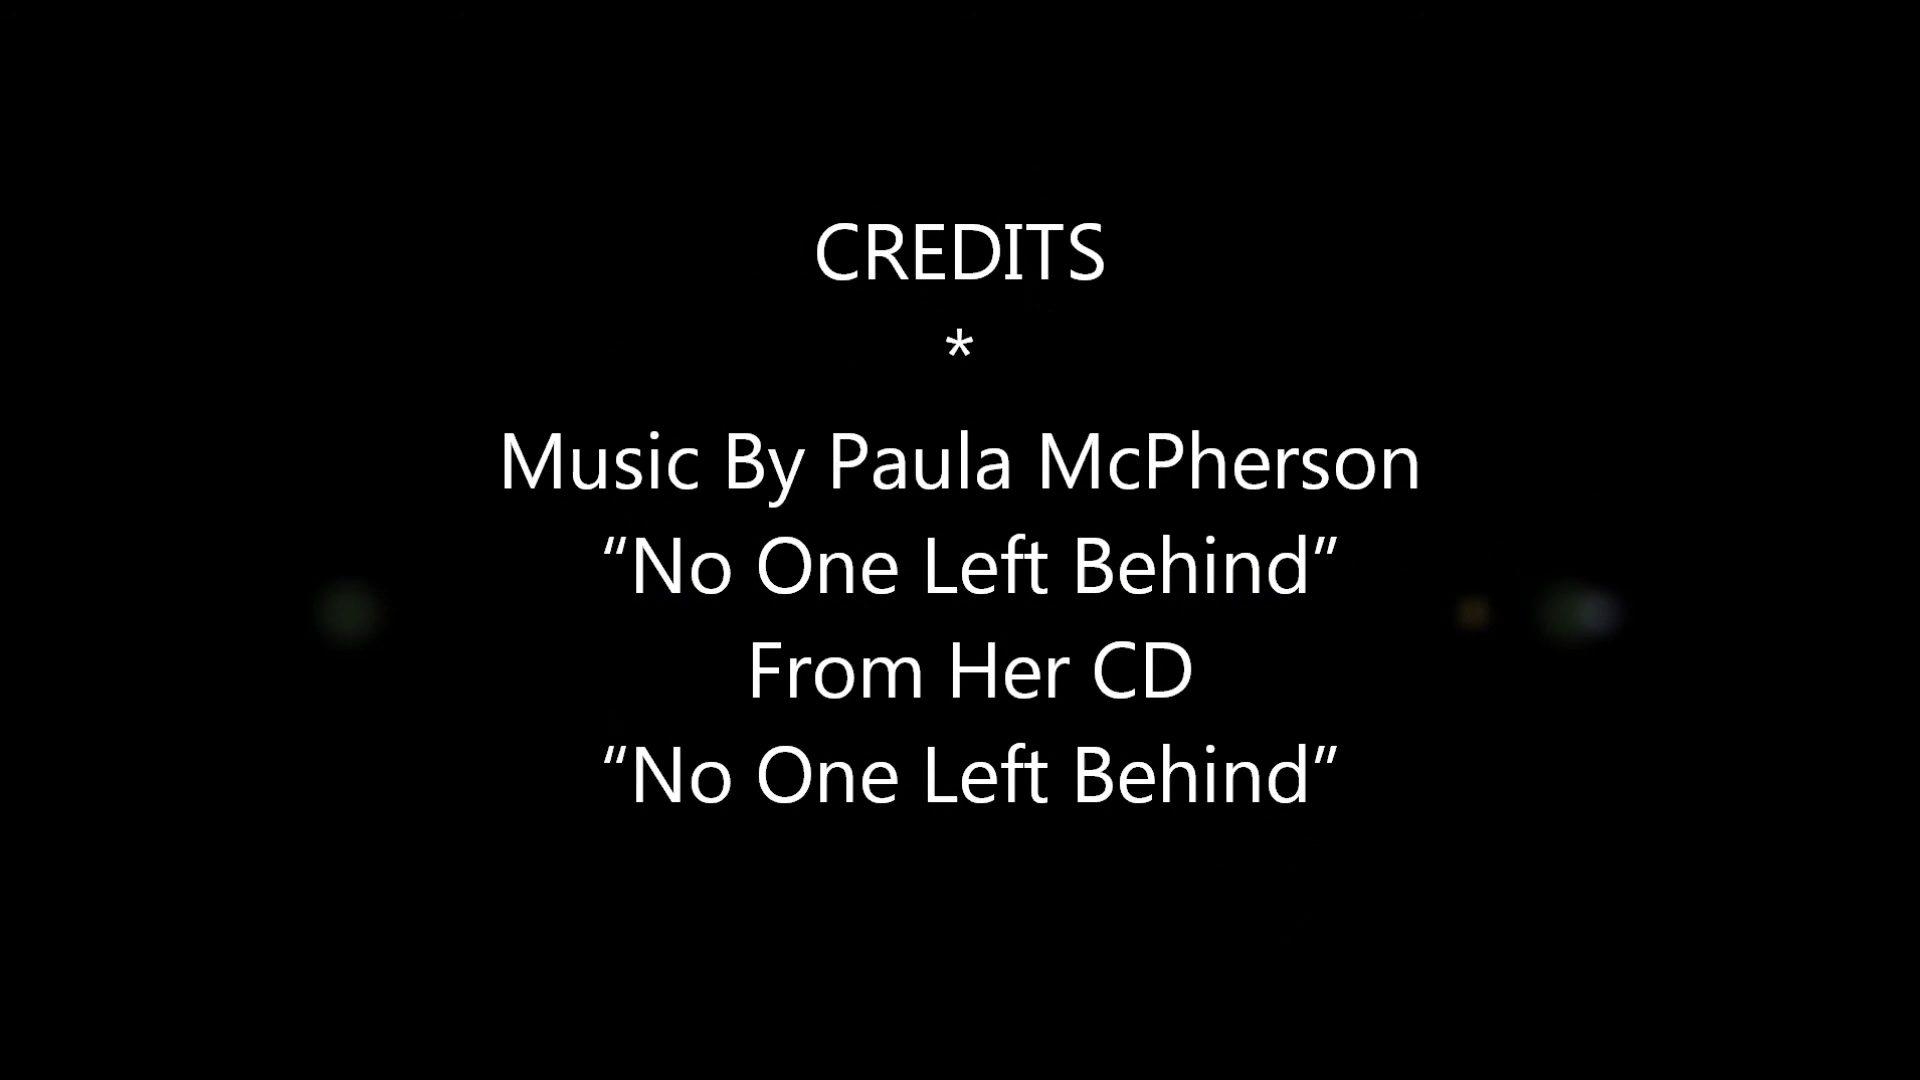 CREDITS
*
Music By Paula McPherson
“No One Left Behind”
From Her CD
“No One Left Behind”